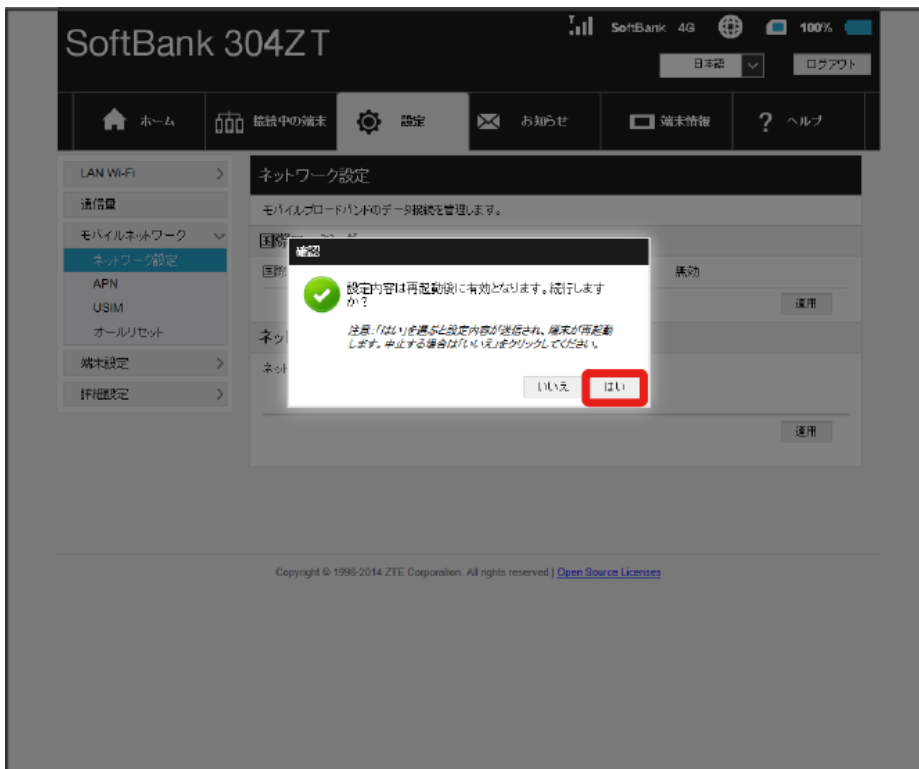 SoftBank 304ZT
SoftBank 4G
100%
日本語
ログアウト
ホーム
接続中の端末
設定
お知らせ
端末情報
? ヘルプ
LAN Wi-Fi
通信量
モバイルネットワーク
ネットワーク設定
APN
USIM
オールリセット
端末設定
詳細設定
ネットワーク設定
モバイルブロードバンドのデータ接続を管理します。
国際
国際
無効
適用
ネッ
ネット
適用
確認
設定内容は再起動後に有効となります。続行します
か?
注意:「はい」を選ぶと設定内容が送信され、端末が再起動
します。中止する場合は「いいえ」をクリックしてください。
いいえ
はい
Copyright © 1998-2014 ZTE Corporation. All rights reserved | Open Source Licenses